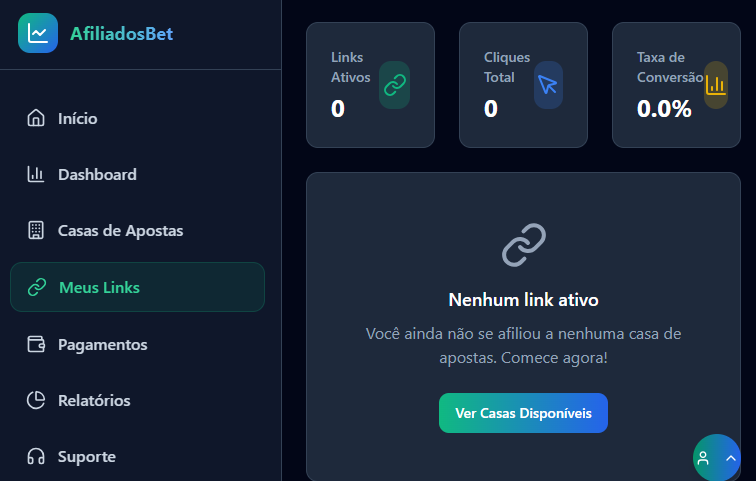 AfiliadosBet
Início
Dashboard
Casas de Apostas
Meus Links
Pagamentos
Relatórios
Suporte
Links
Ativos
0
Cliques
Total
0
Taxa de
Conversão
0.0%
Nenhum link ativo
Você ainda não se afiliou a nenhuma casa de
apostas. Comece agora!
Ver Casas Disponíveis